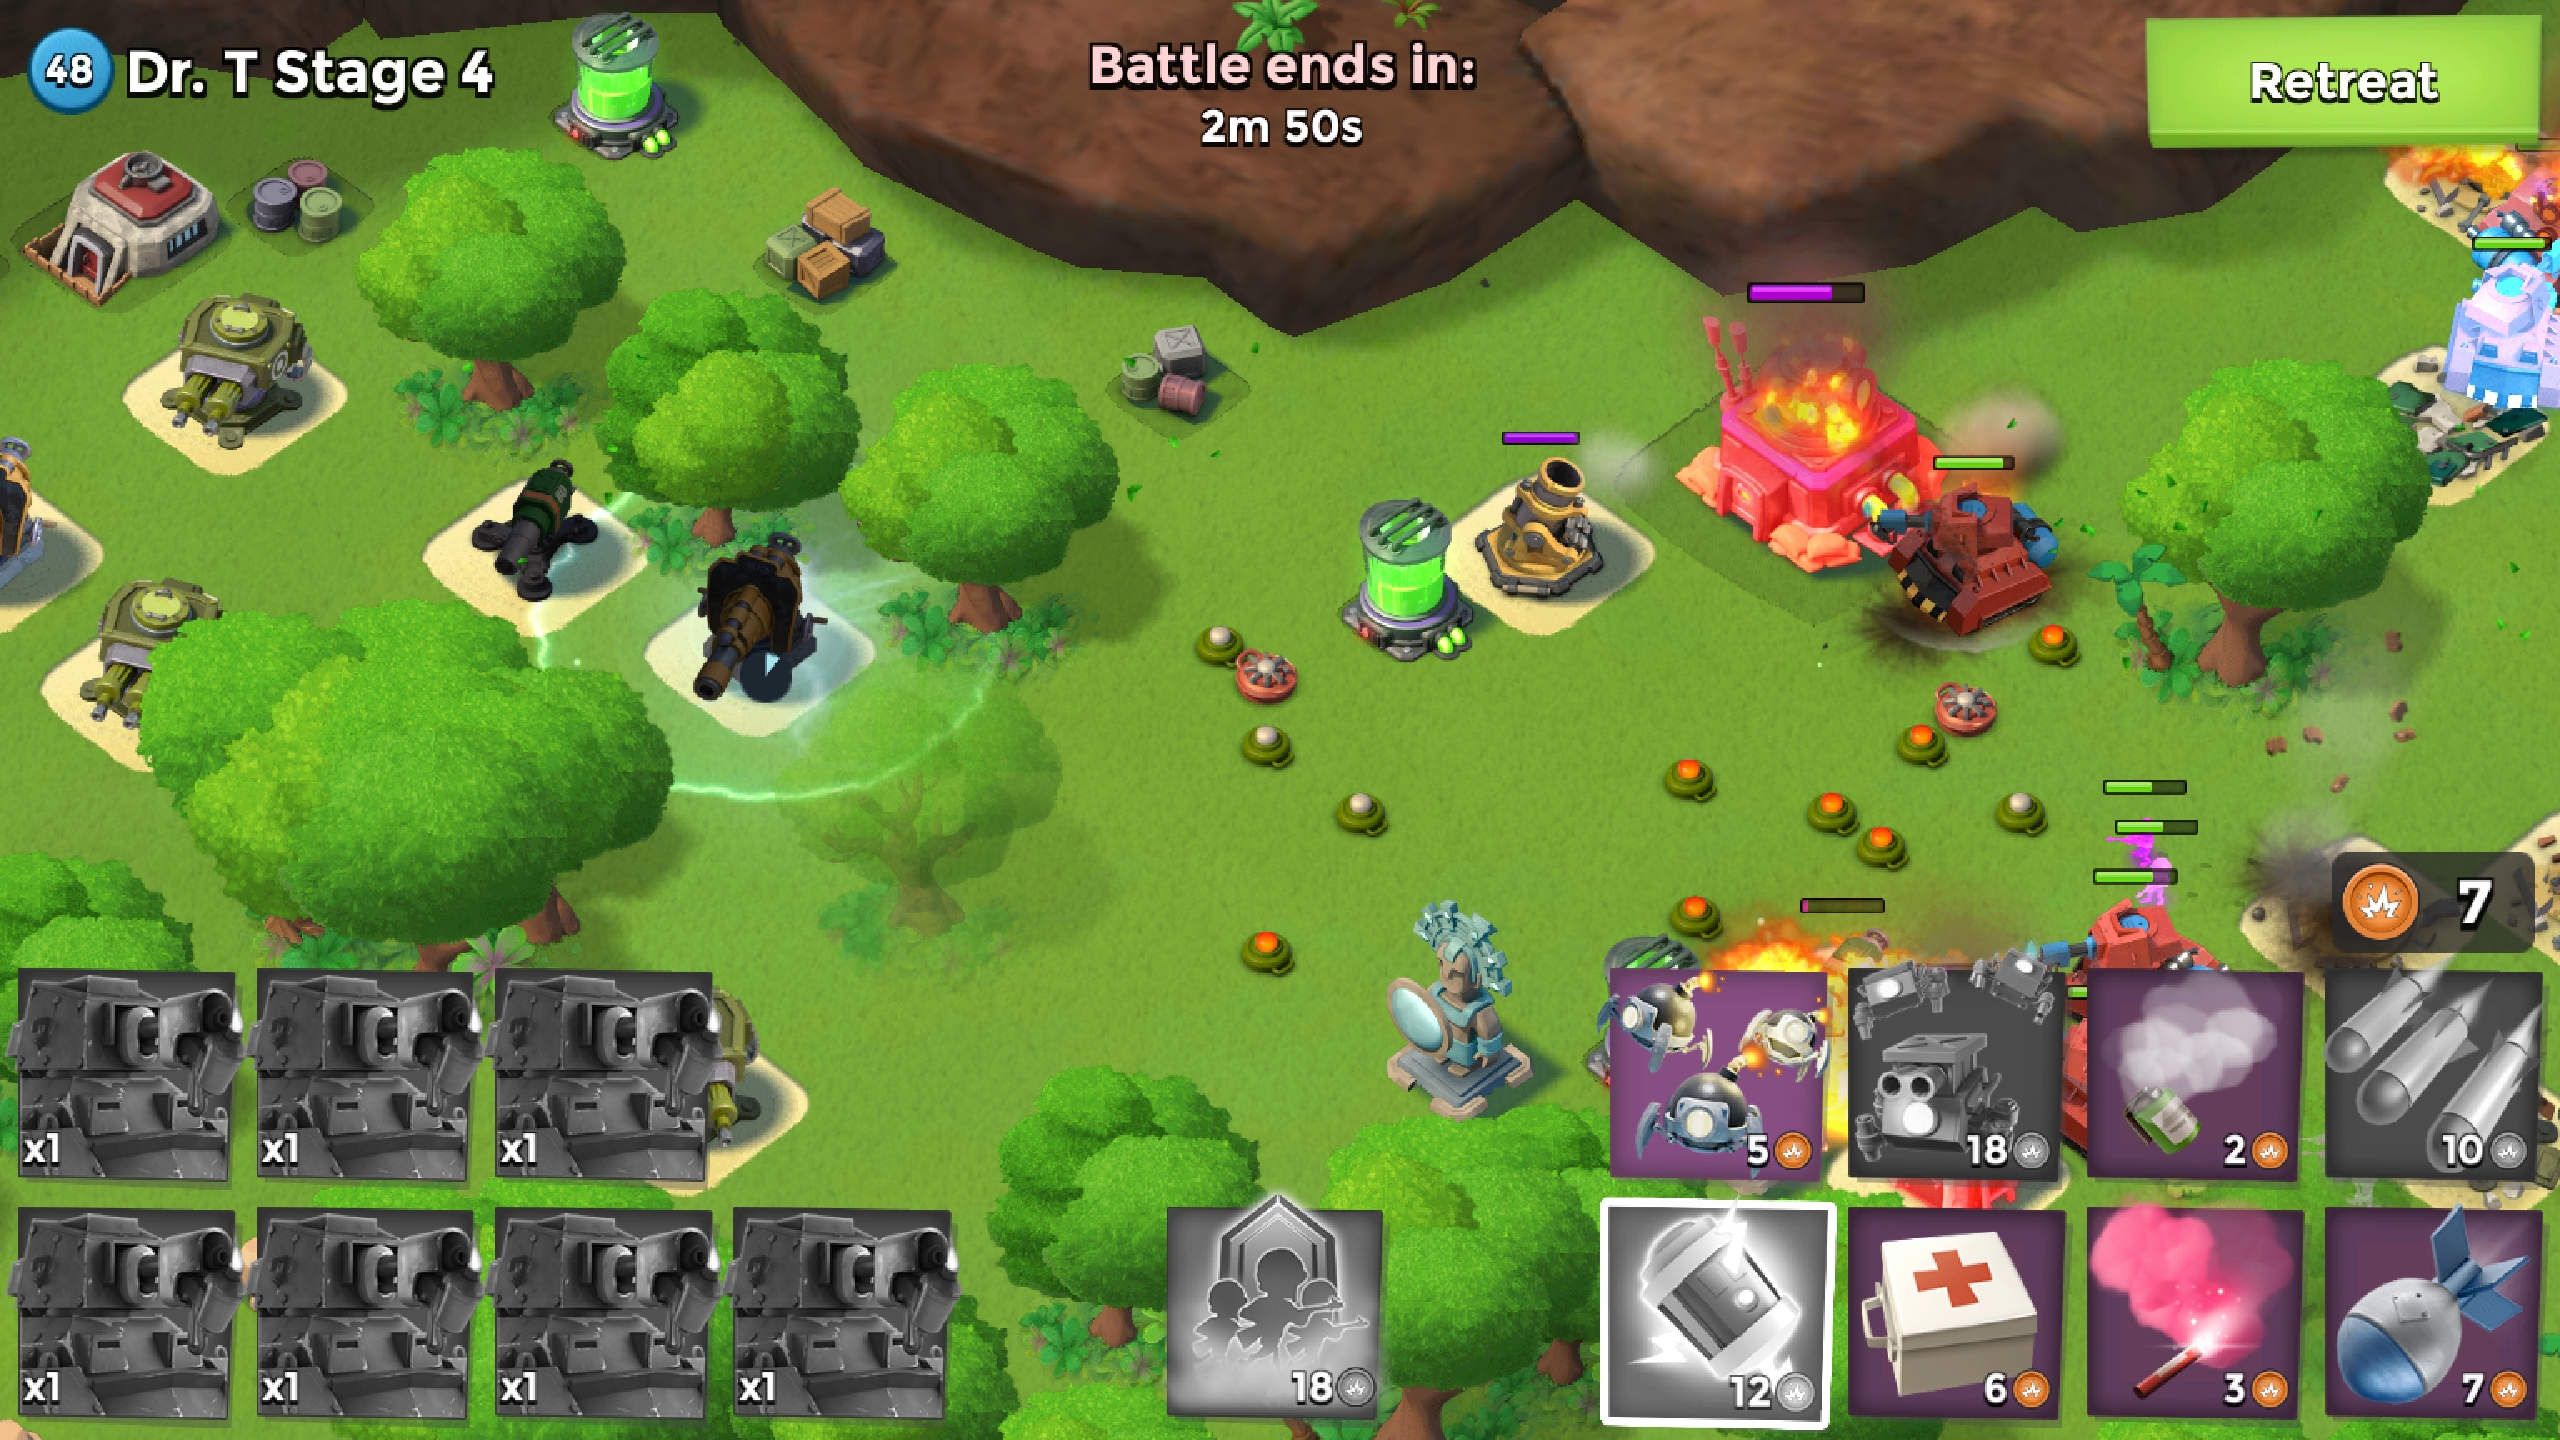 48 Dr. T Stage 4
Battle ends in:
2m 50s
Retreat
7
x1 x1 x1
5 18 2 10
x1 x1 x1 x1
18 12 6 3 7